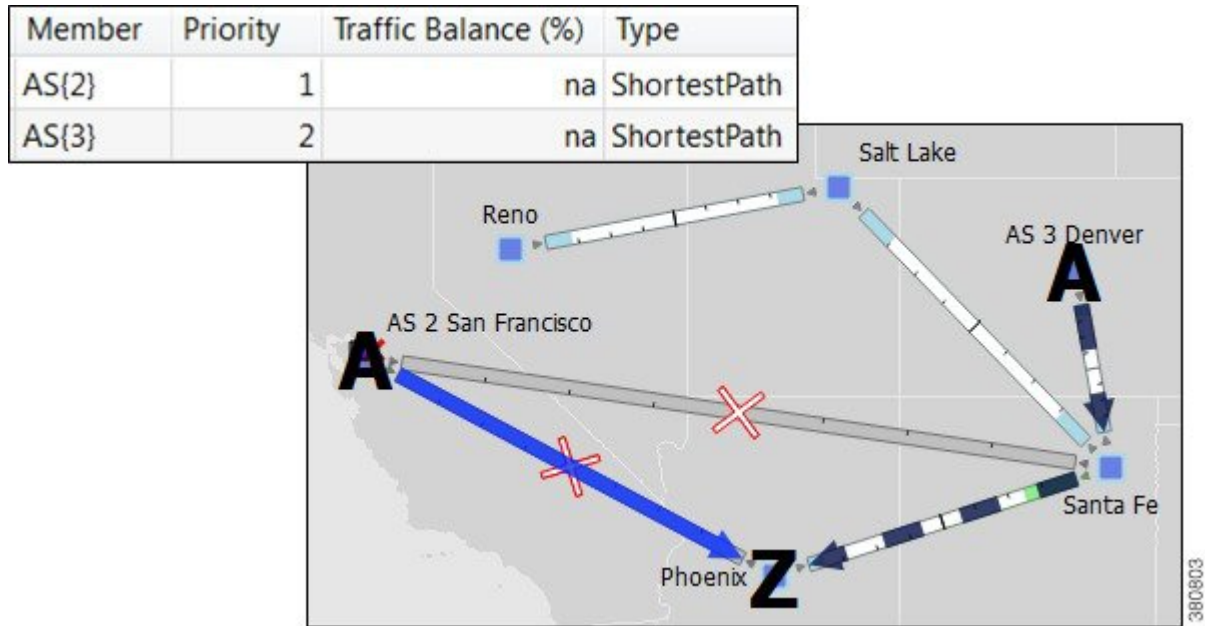 Member Priority Traffic Balance (%) Type
AS{2} 1 na ShortestPath
AS{3} 2 na ShortestPath
Salt Lake
Reno
AS 3 Denver
A
AS 2 San Francisco
A
Santa Fe
Phoenix
Z
380803